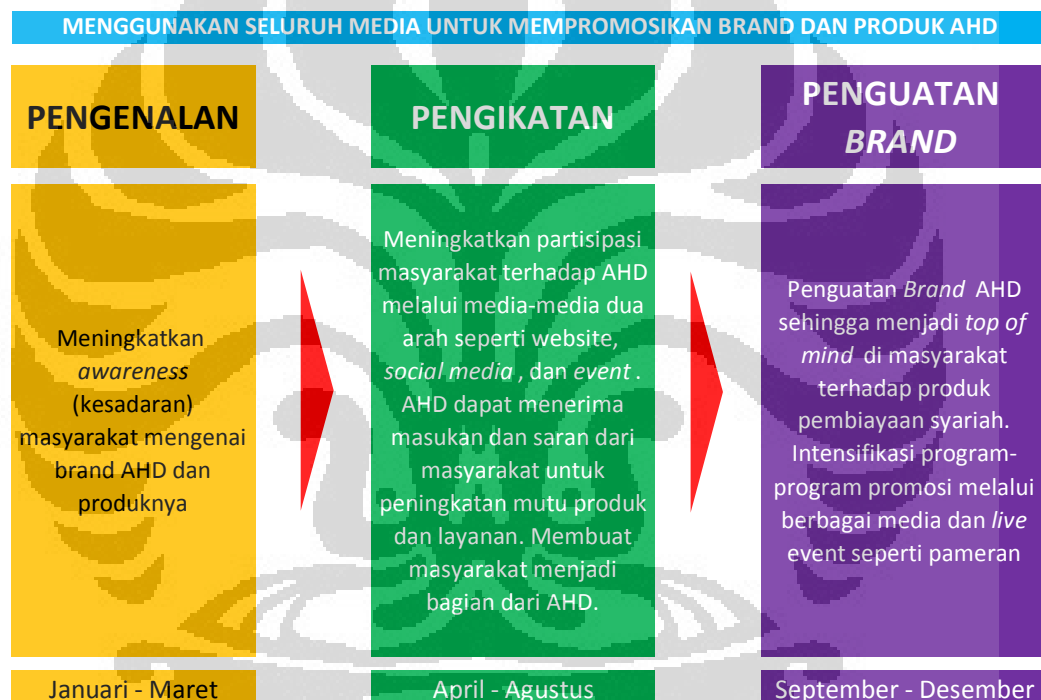 MENGGUNAKAN SELURUH MEDIA UNTUK MEMPROMOSIKAN BRAND DAN PRODUK AHD
PENGENALAN
Meningkatkan
awareness
(kesadaran)
masyarakat mengenai
brand AHD dan
produknya
Januari - Maret
PENGIKATAN
Meningkatkan partisipasi
masyarakat terhadap AHD
melalui media-media dua
arah seperti website,
social media , dan event .
AHD dapat menerima
masukan dan saran dari
masyarakat untuk
peningkatan mutu produk
dan layanan. Membuat
masyarakat menjadi
bagian dari AHD.
April - Agustus
PENGUATAN
BRAND
Penguatan Brand AHD
sehingga menjadi top of
mind di masyarakat
terhadap produk
pembiayaan syariah.
Intensifikasi program-
program promosi melalui
berbagai media dan live
event seperti pameran
September - Desember